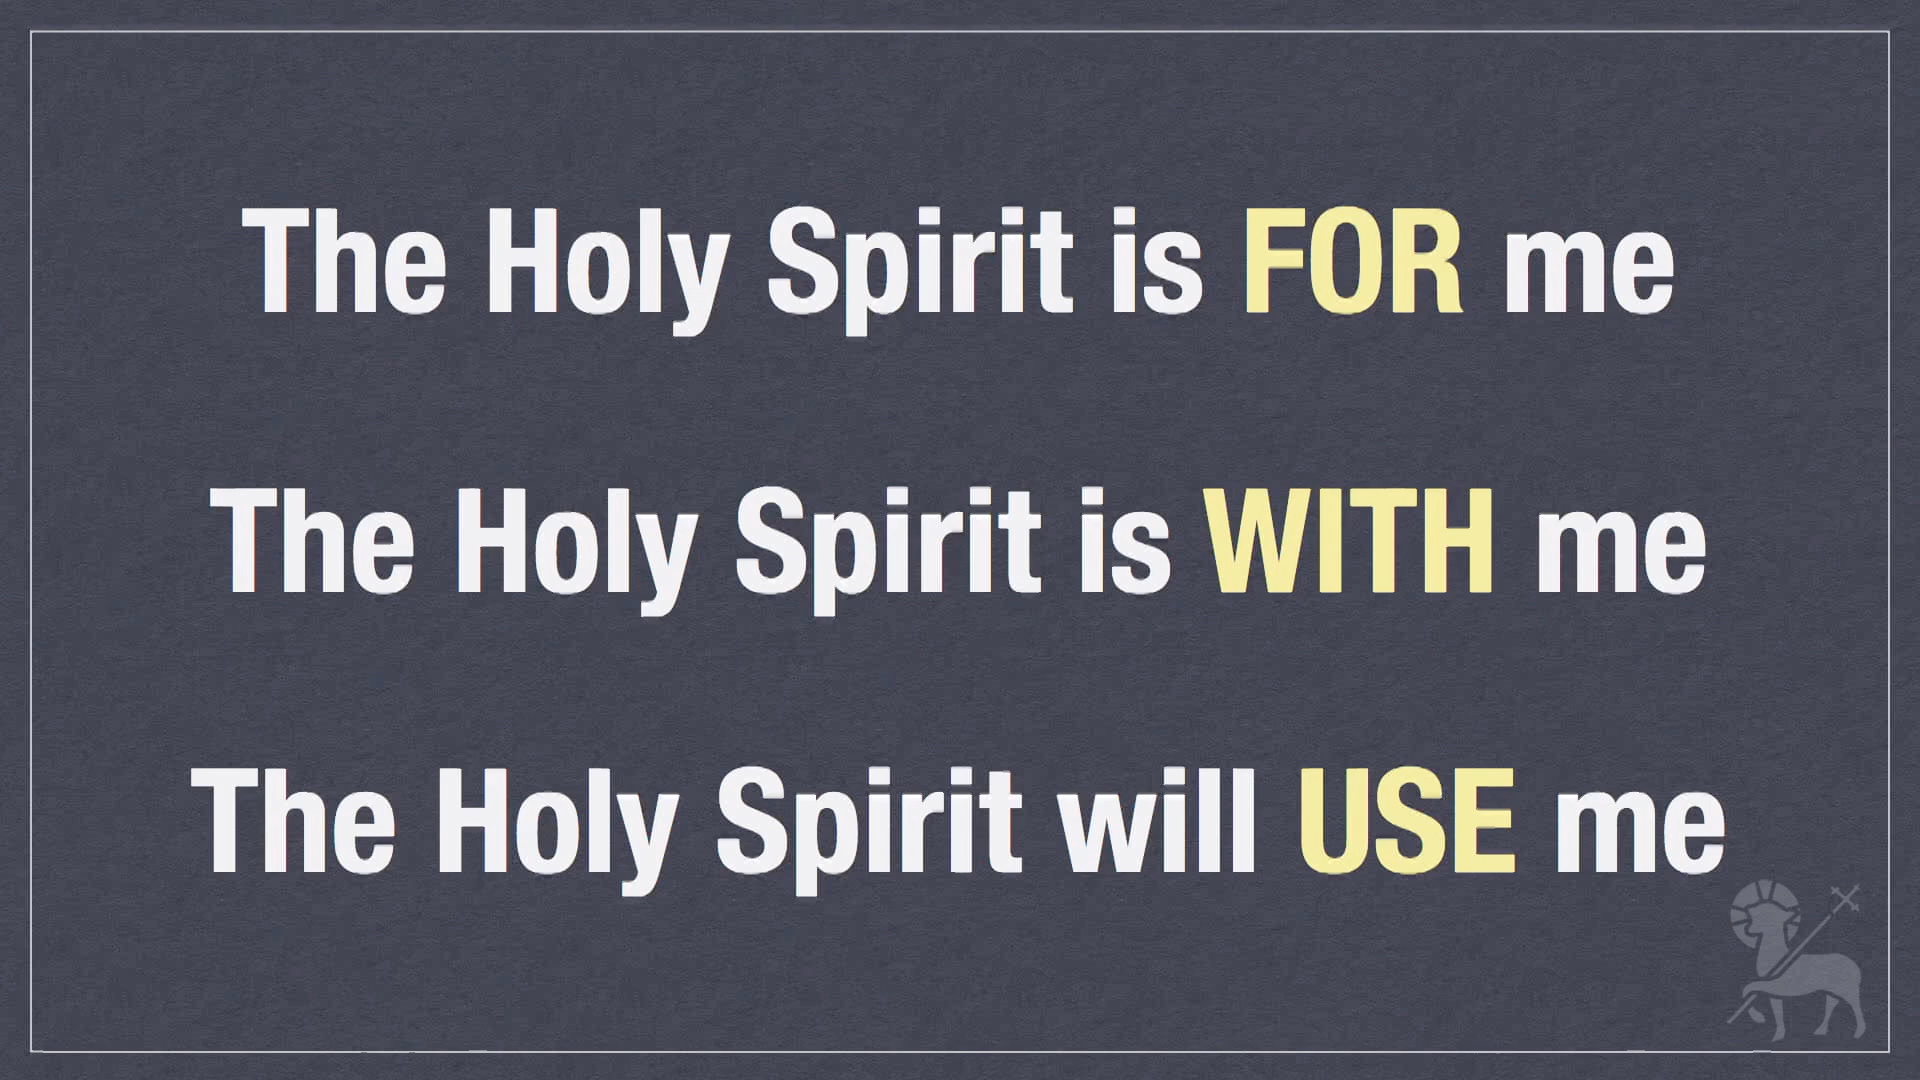 The Holy Spirit is FOR me
The Holy Spirit is WITH me
The Holy Spirit will USE me